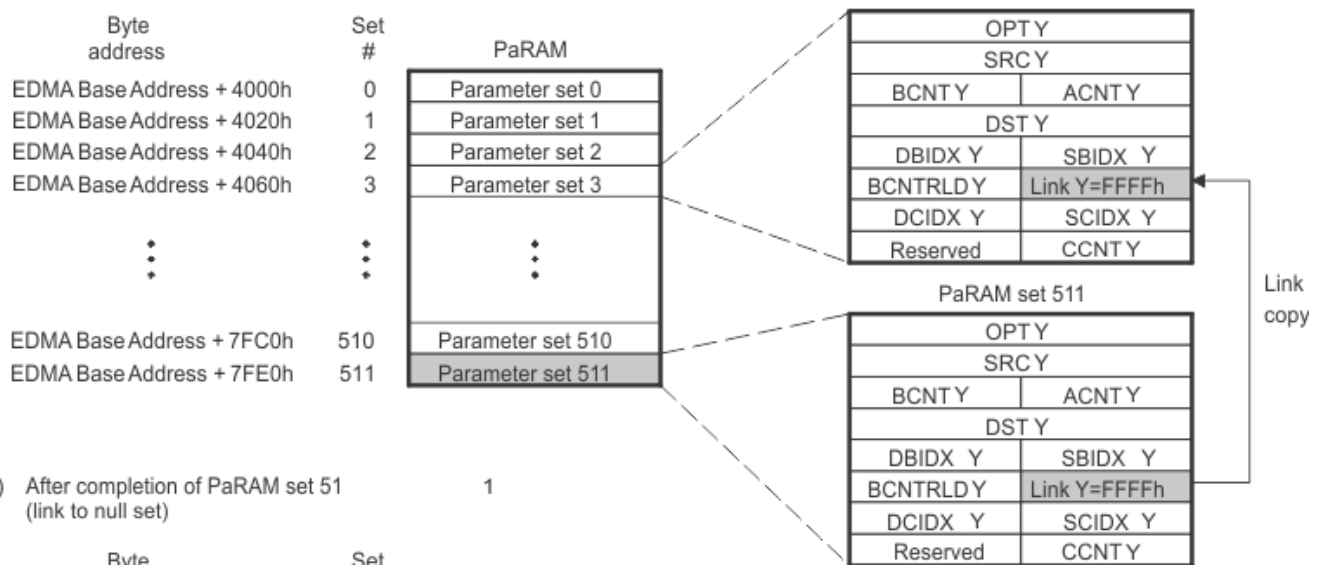 Byte address Set # PaRAM
EDMA Base Address + 4000h 0 Parameter set 0
EDMA Base Address + 4020h 1 Parameter set 1
EDMA Base Address + 4040h 2 Parameter set 2
EDMA Base Address + 4060h 3 Parameter set 3
EDMA Base Address + 7FC0h 510 Parameter set 510
EDMA Base Address + 7FE0h 511 Parameter set 511
OPT Y
SRC Y
BCNT Y ACNT Y
DST Y
DBIDX Y SBIDX Y
BCNTRLD Y Link Y=FFFFh
DCIDX Y SCIDX Y
Reserved CCNT Y
Link copy
PaRAM set 511
OPT Y
SRC Y
BCNT Y ACNT Y
DST Y
DBIDX Y SBIDX Y
BCNTRLD Y Link Y=FFFFh
DCIDX Y SCIDX Y
Reserved CCNT Y
) After completion of PaRAM set 51 1
(link to null set)
Byte Set